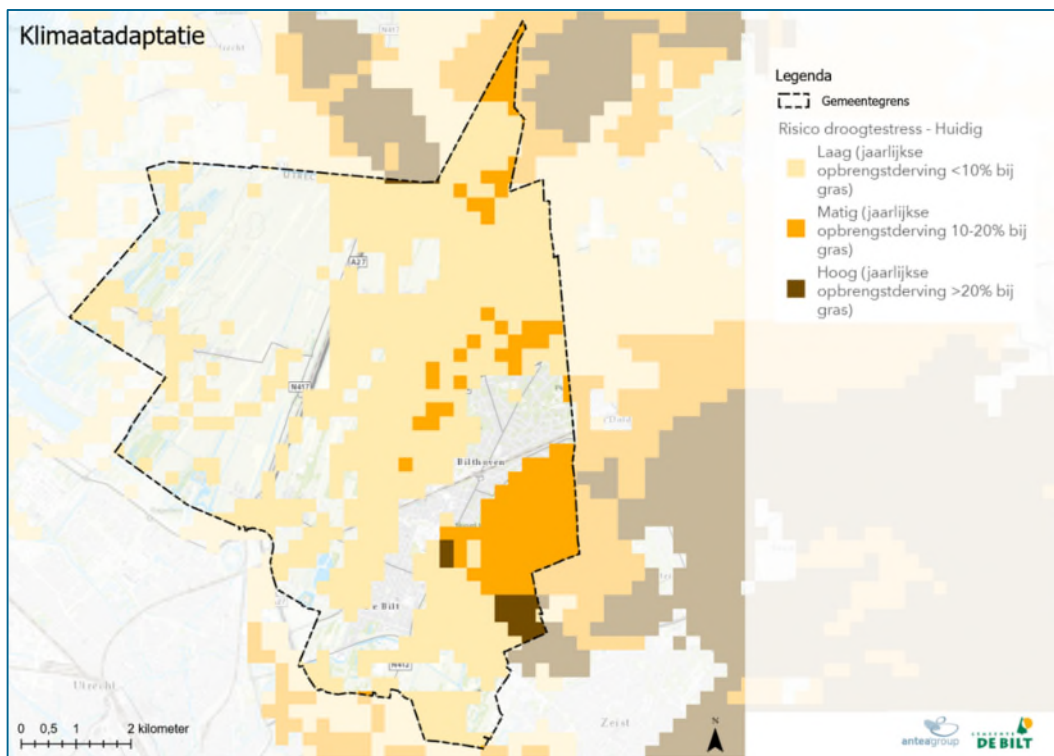 Klimaatadaptatie
Legenda
Gemeentegrens
Risico droogtestress - Huidig
Laag (jaarlijkse
opbrengstderving <10% bij
gras)
Matig (jaarlijkse
opbrengstderving 10-20% bij
gras)
Hoog (jaarlijkse
opbrengstderving >20% bij
gras)
A27
N417
Bilthoven
e Bilt
N412
Utrecht
Zeist
0 0,5 1 2 kilometer
N
anteagroup
GEMEENTE
DE BILT